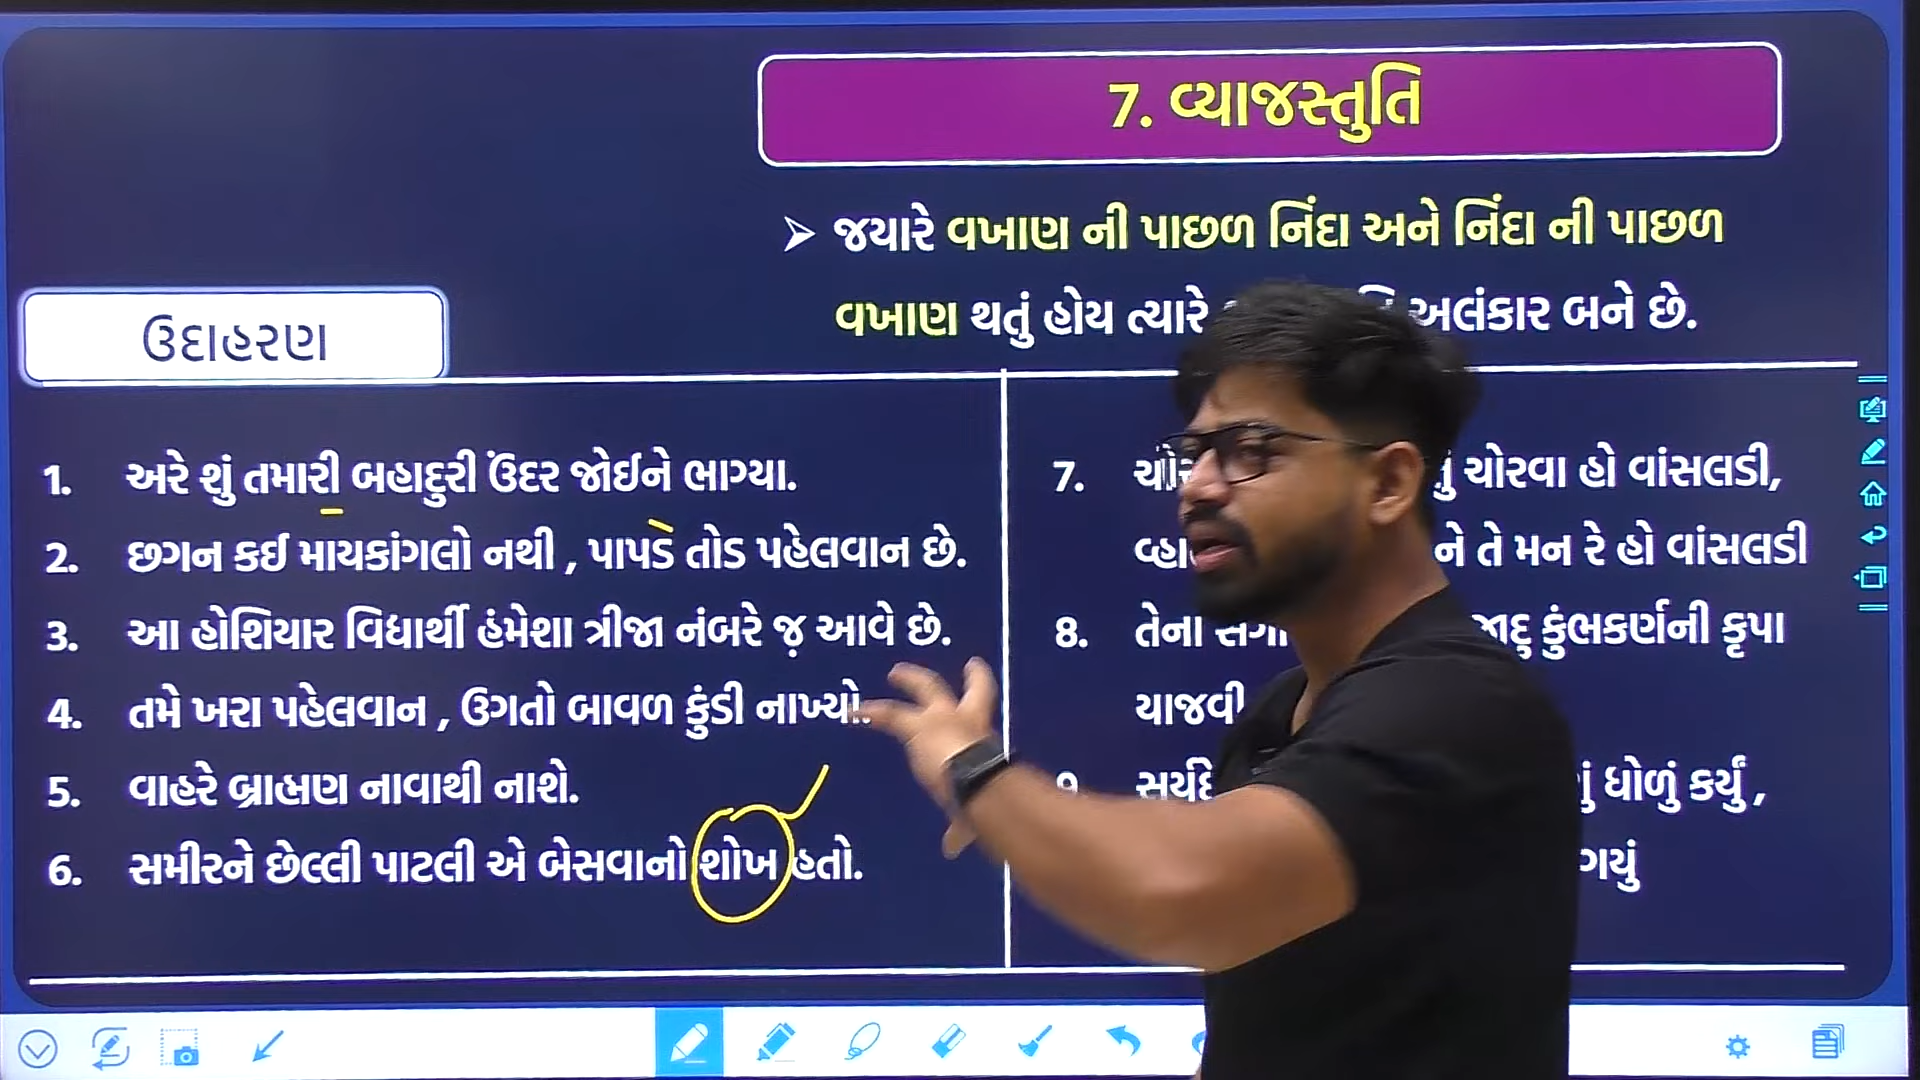 7. વ્યાજસ્તુતિ
જયારે વખાણ ની પાછળ નિંદા અને નિંદા ની પાછળ
વખાણ થતું હોય ત્યારે અલંકાર બને છે.
ઉદાહરણ
1. અરે શું તમારી બહાદુરી ઉંદર જોઈને ભાગ્યા.
2. છગન કઈ માયકાંગલો નથી , પાપડ તોડ પહેલવાન છે.
3. આ હોશિયાર વિદ્યાર્થી હંમેશા ત્રીજા નંબરે જ આવે છે.
4. તમે ખરા પહેલવાન , ઉગતો બાવળ કુંડી નાખ્યો.
5. વાહરે બ્રાહ્મણ નાવાથી નાશે.
6. સમીરને છેલ્લી પાટલી એ બેસવાનો શોખ હતો.
7. ચોરવા હો વાંસલડી,
તે મન રે હો વાંસલડી
8. તેના કુંભકર્ણની કૃપા
યાજવી
9. ધોળું કર્યું ,
ગયું